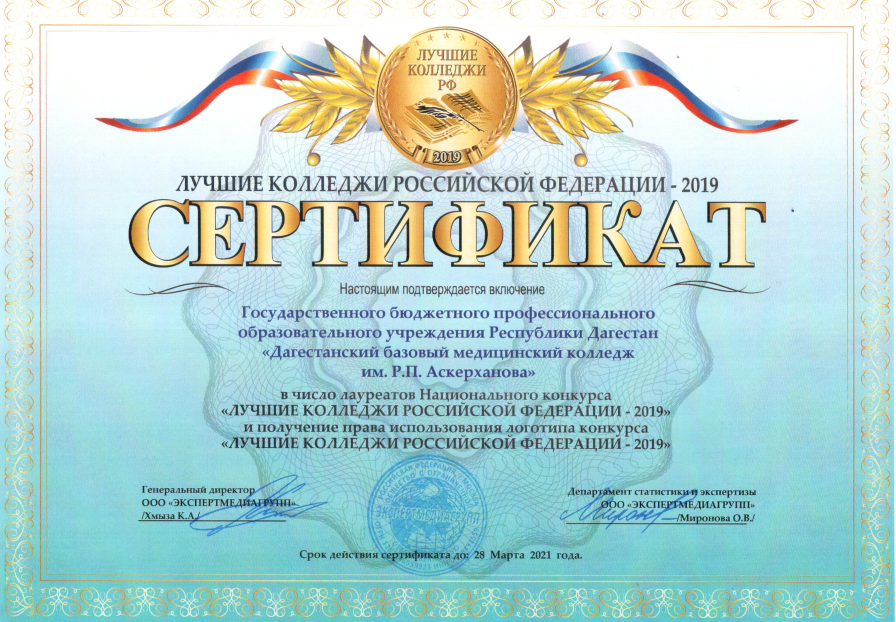 ЛУЧШИЕ
КОЛЛЕДЖИ
РФ
2019
ЛУЧШИЕ КОЛЛЕДЖИ РОССИЙСКОЙ ФЕДЕРАЦИИ - 2019
СЕРТИФИКАТ
Настоящим подтверждается включение
Государственного бюджетного профессионального
образовательного учреждения Республики Дагестан
«Дагестанский базовый медицинский колледж
им. Р.П. Аскерханова»
в число лауреатов Национального конкурса
«ЛУЧШИЕ КОЛЛЕДЖИ РОССИЙСКОЙ ФЕДЕРАЦИИ - 2019»
и получение права использования логотипа конкурса
«ЛУЧШИЕ КОЛЛЕДЖИ РОССИЙСКОЙ ФЕДЕРАЦИИ - 2019»
Генеральный директор
ООО «ЭКСПЕРТМЕДИАГРУПП»
/Хмыза К.А./
ЭКСПЕРТМЕДИАГРУПП
Департамент статистики и экспертизы
ООО «ЭКСПЕРТМЕДИАГРУПП»
/Миронова О.В./
Срок действия сертификата до: 28 Марта 2021 года.